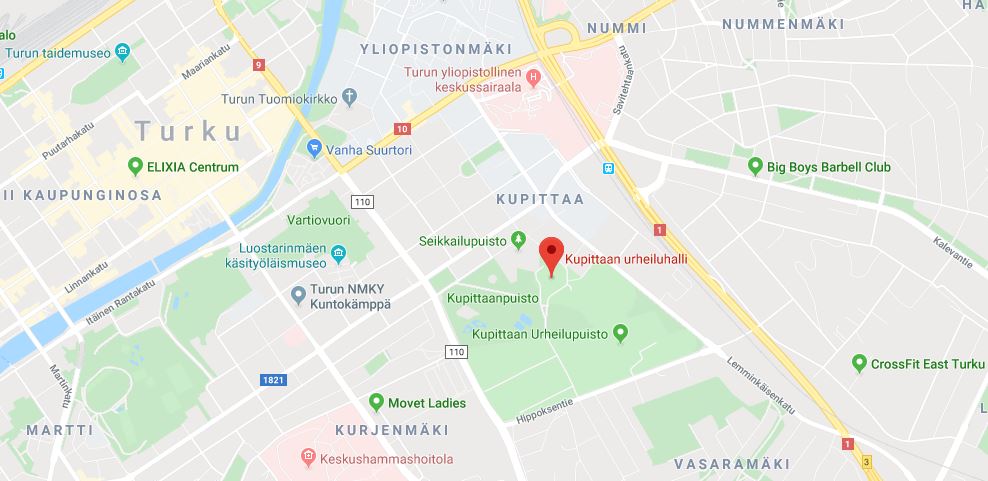 alo
Turun taidemuseo
Maariankatu
9
YLIOPISTONMÄKI
NUMMI
NUMMENMÄKI
HA
Turun yliopistollinen
keskussairaala
H
Savitehtaankatu
Turun Tuomiokirkko
Puutarhakatu
Turku
10
Vanha Suurtori
ELIXIA Centrum
Big Boys Barbell Club
II KAUPUNGINOSA
110
KUPITTAA
Vartiovuori
1
Seikkailupuisto
Kalevantie
Luostarinmäen
käsityöläismuseo
Kupittaan urheiluhalli
Linnankatu
Itäinen Rantakatu
Turun NMKY
Kuntokämppä
Kupittaanpuisto
Kupittaan Urheilupuisto
110
CrossFit East Turku
Lemminkäisenkatu
Martinkatu
1821
Movet Ladies
Hippoksentie
MARTTI
KURJENMÄKI
L
1
Keskushammashoitola
VASARAMÄKI
3